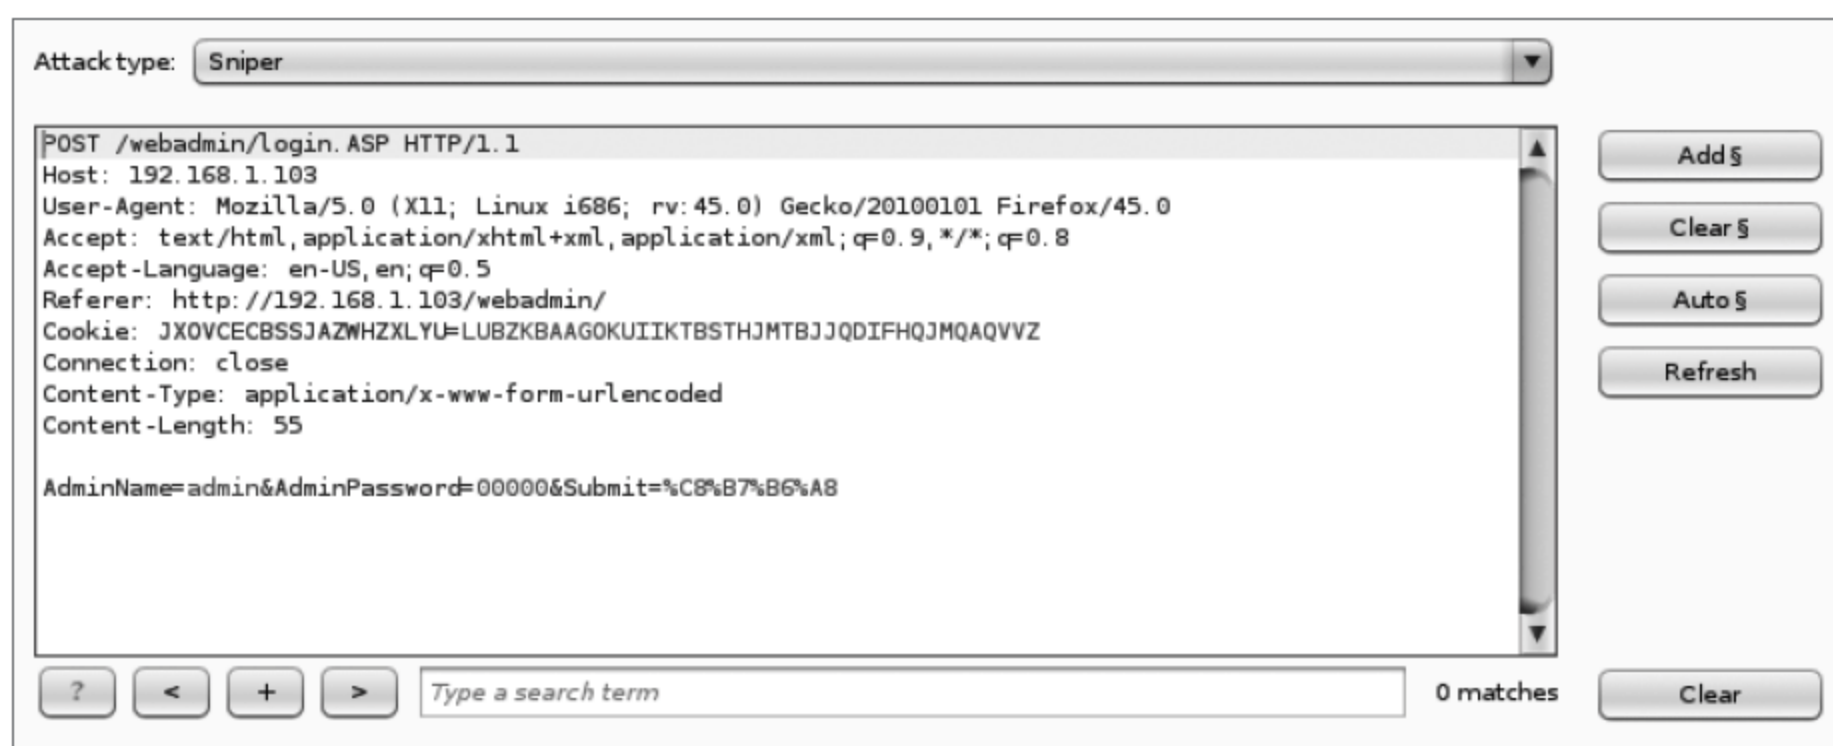 Attack type: Sniper
POST /webadmin/login.ASP HTTP/1.1
Host: 192.168.1.103
User-Agent: Mozilla/5.0 (X11; Linux i686; rv:45.0) Gecko/20100101 Firefox/45.0
Accept: text/html,application/xhtml+xml,application/xml;q=0.9,*/*;q=0.8
Accept-Language: en-US,en;q=0.5
Referer: http://192.168.1.103/webadmin/
Cookie: JXOVCECBSSJAZWHZXLYU=LUBZKBAAGOKUIIKTBSTHJMTBJJQDIFHQJMQAQVVZ
Connection: close
Content-Type: application/x-www-form-urlencoded
Content-Length: 55
AdminName=admin&AdminPassword=00000&Submit=%C8%B7%B6%A8
Add §
Clear §
Auto §
Refresh
? < + > Type a search term 0 matches Clear